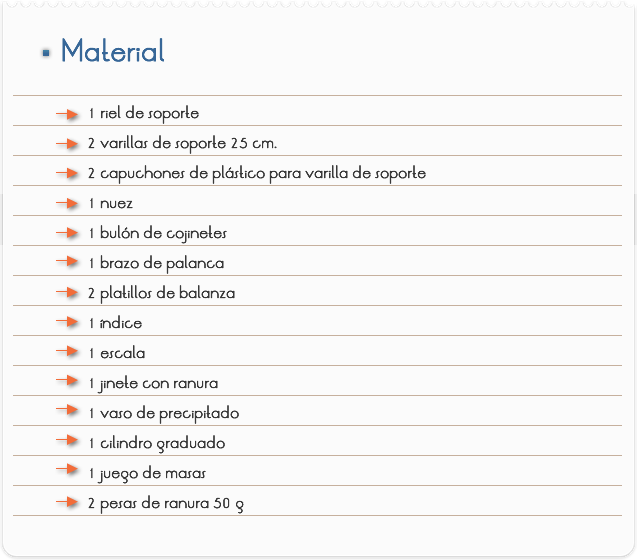 Material
1 riel de soporte
2 varillas de soporte 25 cm.
2 capuchones de plástico para varilla de soporte
1 nuez
1 bulón de cojinetes
1 brazo de palanca
2 platillos de balanza
1 índice
1 escala
1 jinete con ranura
1 vaso de precipitado
1 cilindro graduado
1 juego de masas
2 pesas de ranura 50 g